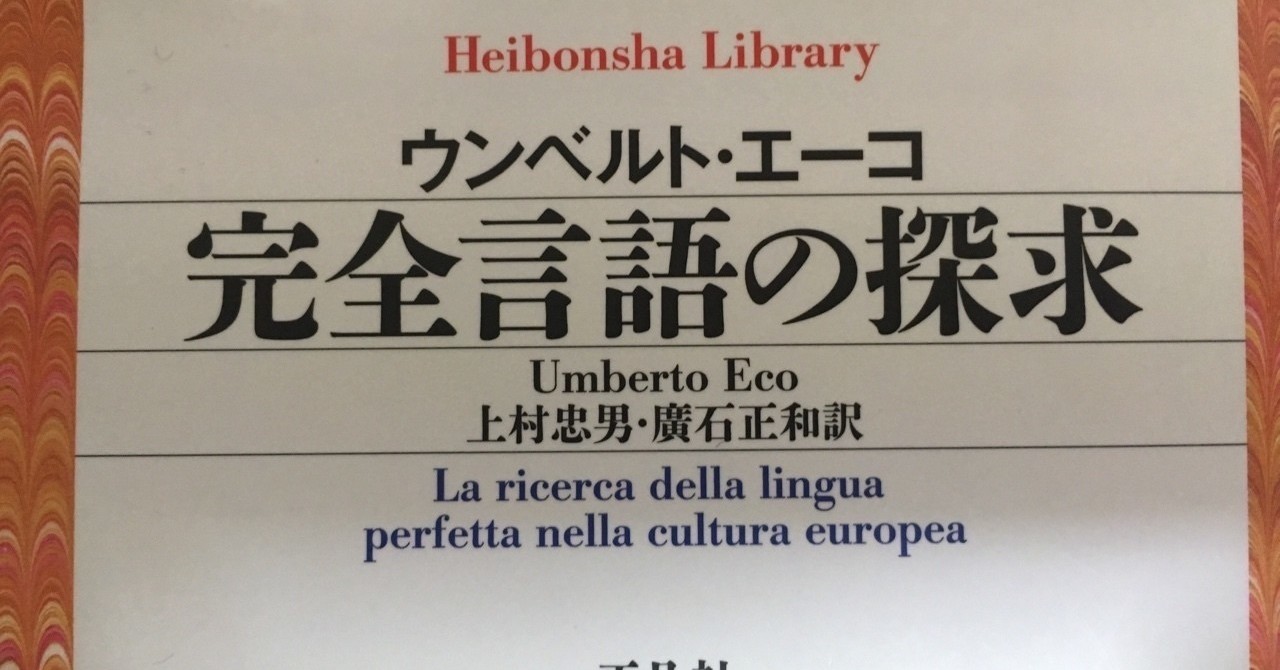 Heibonsha Library
ウンベルト・エーコ
完全言語の探求
Umberto Eco
上村忠男・廣石正和訳
La ricerca della lingua
perfetta nella cultura europea